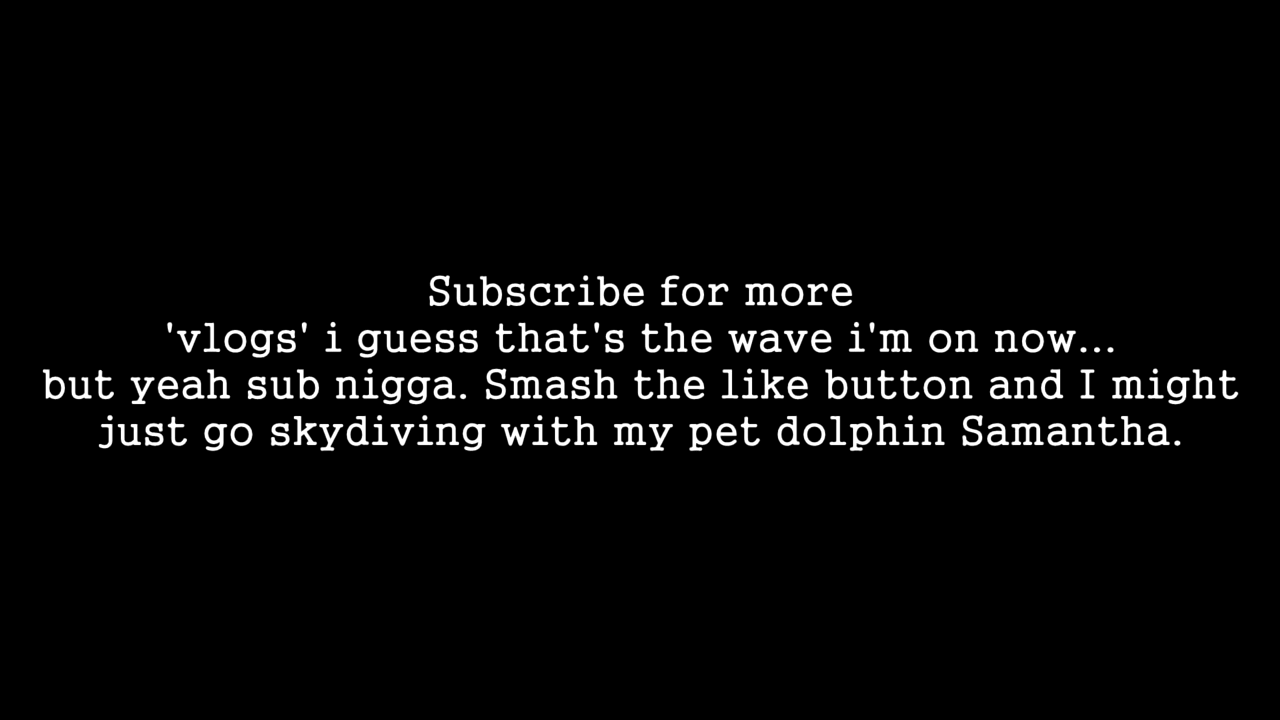 Subscribe for more
'vlogs' i guess that's the wave i'm on now...
but yeah sub nigga. Smash the like button and I might
just go skydiving with my pet dolphin Samantha.